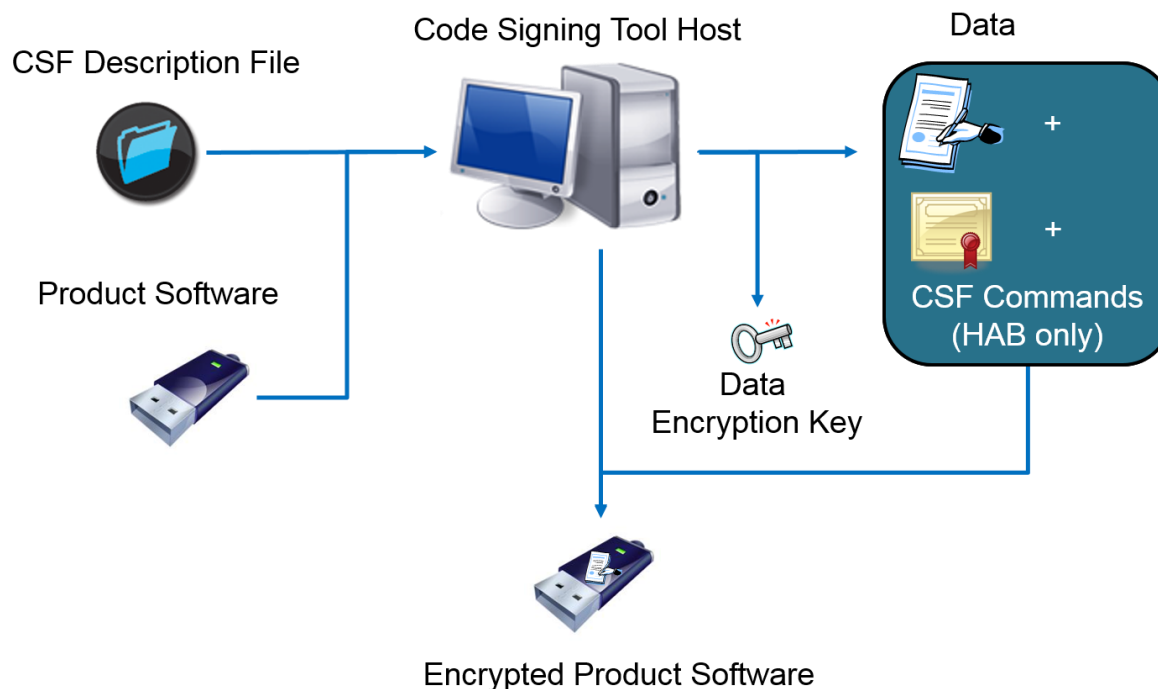 Code Signing Tool Host
Data
CSF Description File
+
+
Product Software
CSF Commands
(HAB only)
Data
Encryption Key
Encrypted Product Software